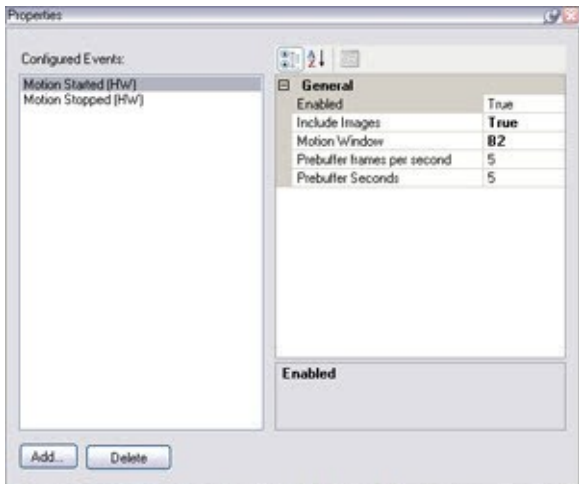 Properties
Configured Events:
Motion Started (HW)
Motion Stopped (HW)
General
Enabled True
Include Images True
Motion Window B2
Prebuffer frames per second 5
Prebuffer Seconds 5
Enabled
Add... Delete